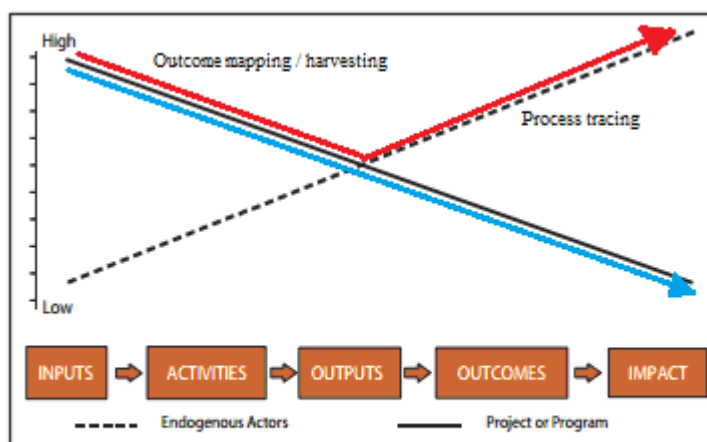 High
Outcome mapping / harvesting
Process tracing
Low
INPUTS
ACTIVITIES
OUTPUTS
OUTCOMES
IMPACT
Endogenous Actors
Project or Program